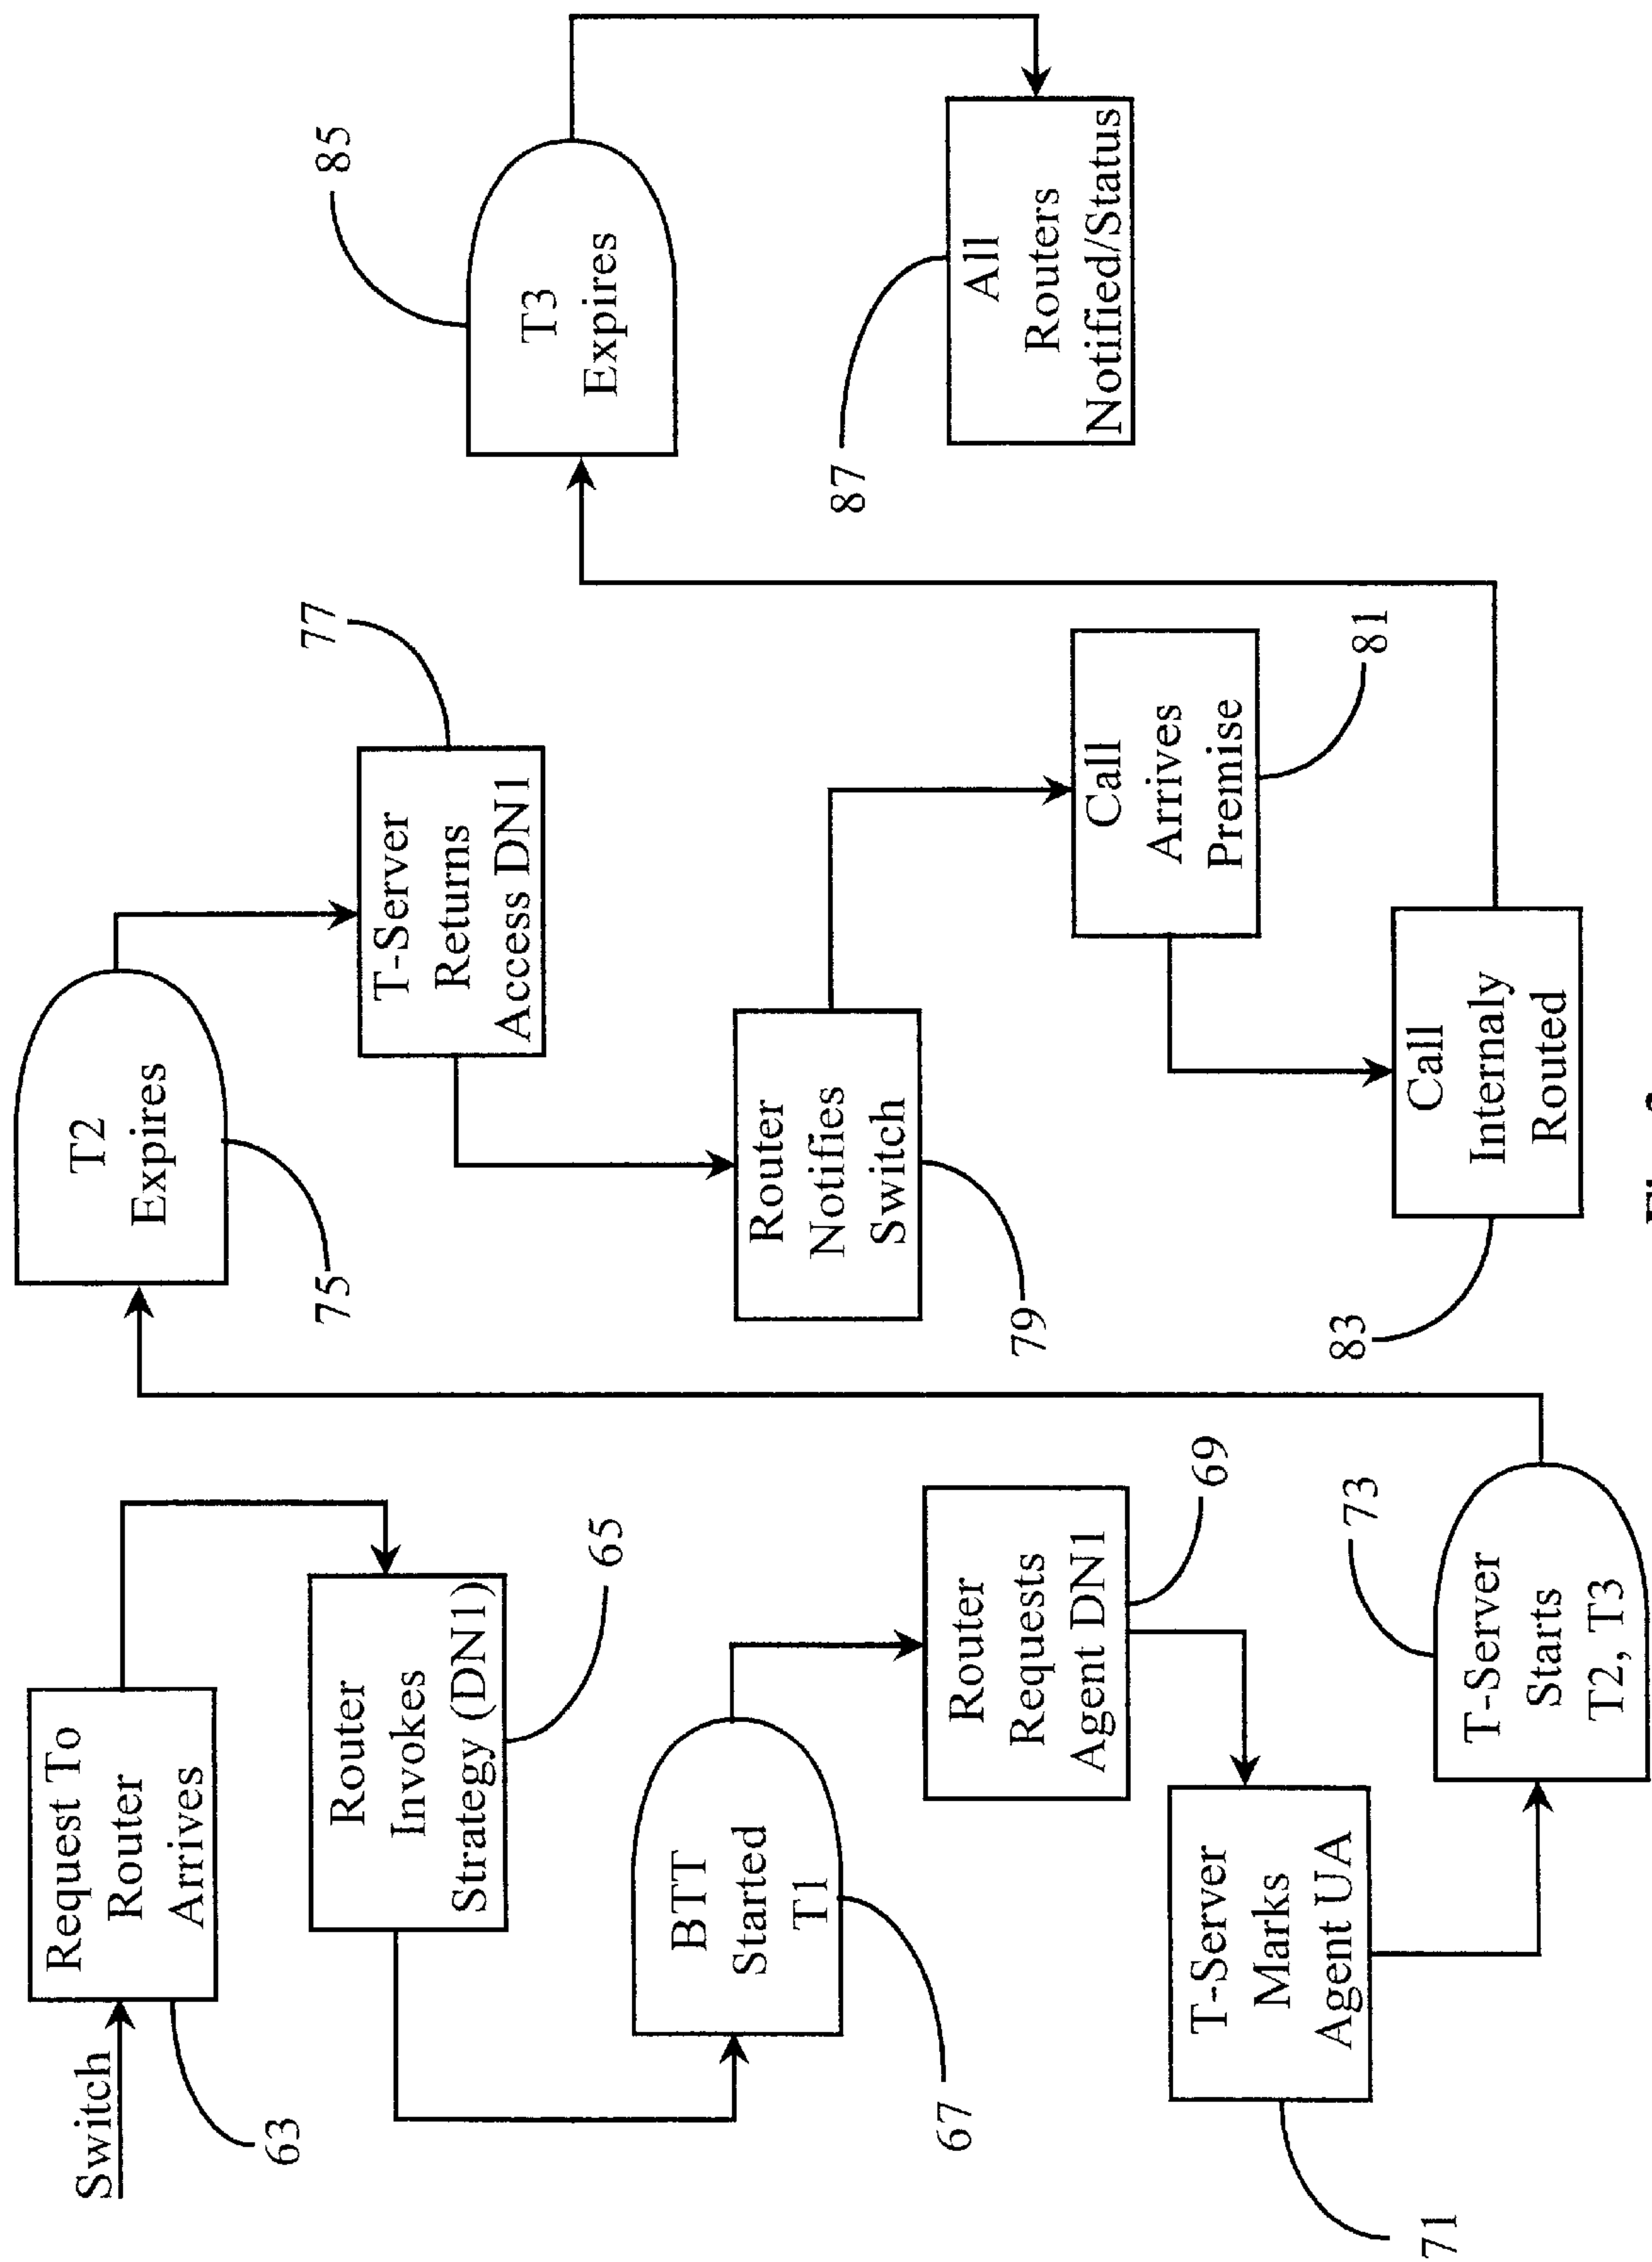 Switch
Request To
Router
Arrives
63
Router
Invokes
Strategy (DN1)
65
BTT
Started
T1
67
Router
Requests
Agent DN1
69
T-Server
Marks
Agent UA
71
T-Server
Starts
T2, T3
73
T2
Expires
75
T-Server
Returns
Access DN1
77
Router
Notifies
Switch
79
Call
Arrives
Premise
81
Call
Internaly
Routed
83
T3
Expires
85
All
Routers
Notified/Status
87